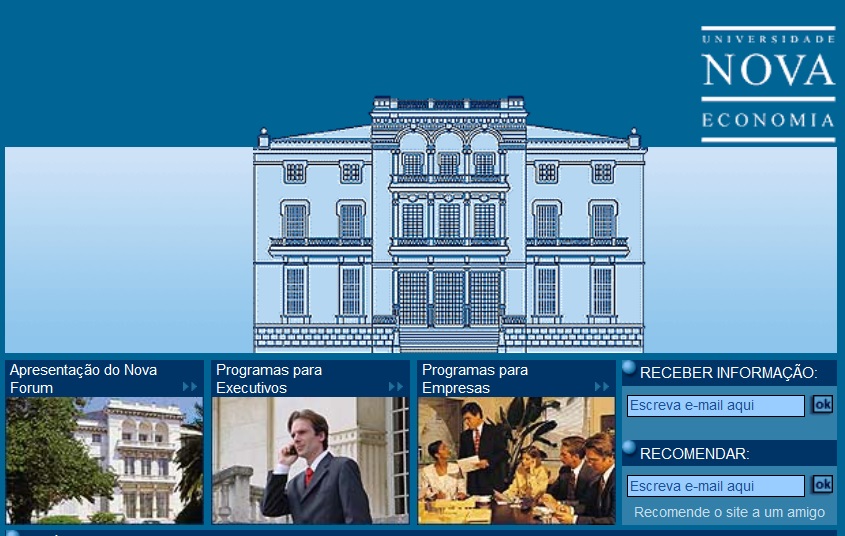 UNIVERSIDADE
NOVA
ECONOMIA
Apresentação do Nova
Forum
Programas para
Executivos
Programas para
Empresas
RECEBER INFORMAÇÃO:
Escreva e-mail aqui
ok
RECOMENDAR:
Escreva e-mail aqui
ok
Recomende o site a um amigo